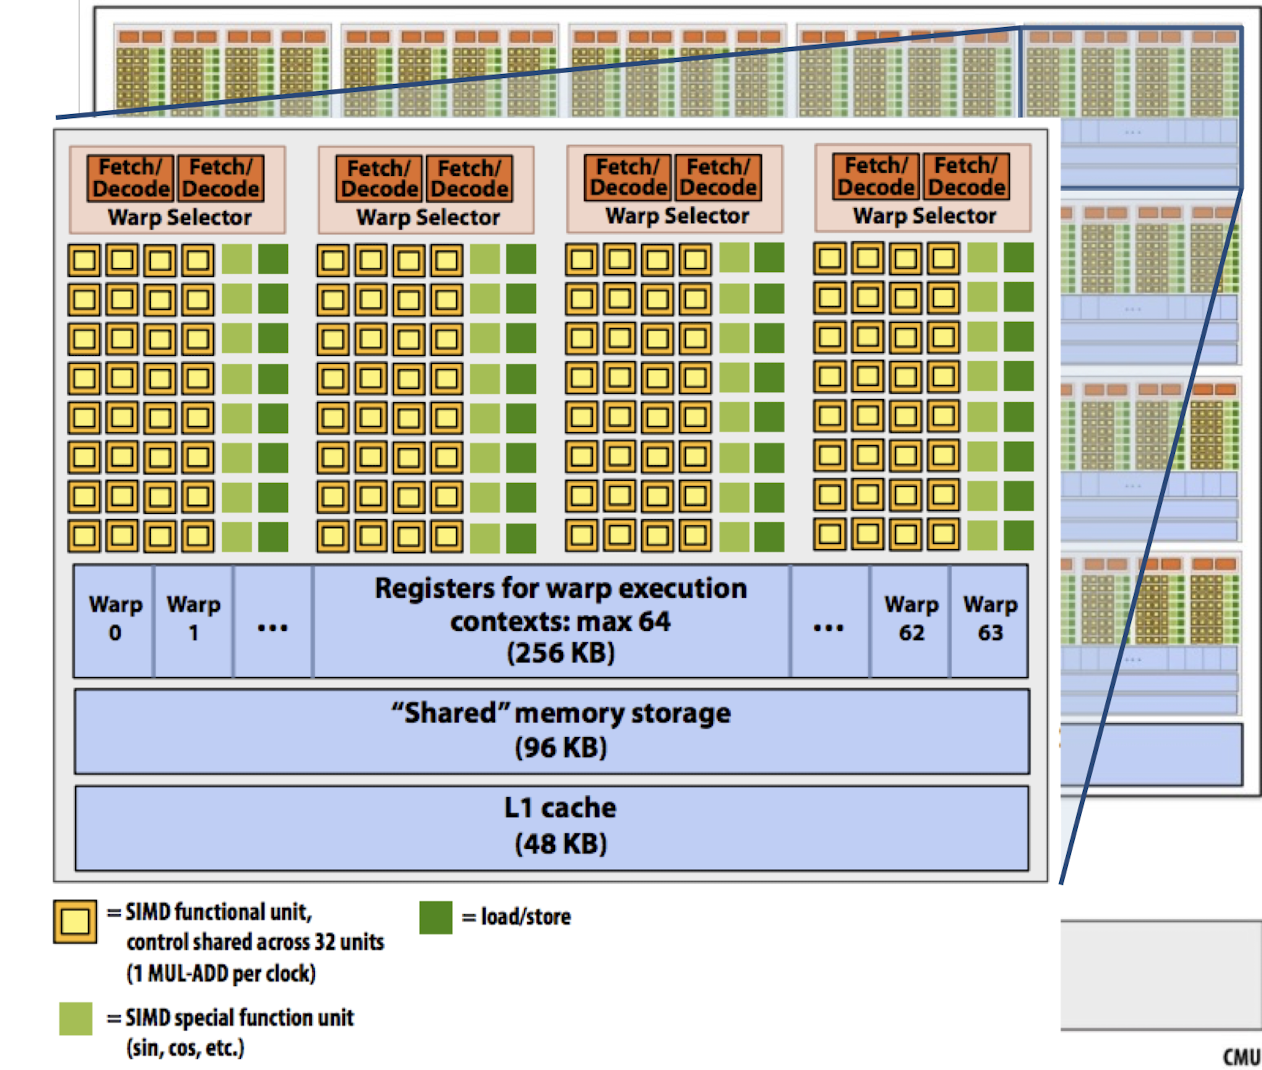 Fetch/ Fetch/ Fetch/ Fetch/ Fetch/ Fetch/ Fetch/ Fetch/
Decode Decode Decode Decode Decode Decode Decode Decode
Warp Selector Warp Selector Warp Selector Warp Selector
Warp
0
Warp
1
...
Registers for warp execution
contexts: max 64
(256 KB)
...
Warp
62
Warp
63
“Shared” memory storage
(96 KB)
L1 cache
(48 KB)
= SIMD functional unit,
control shared across 32 units
(1 MUL-ADD per clock)
= load/store
= SIMD special function unit
(sin, cos, etc.)
CMU